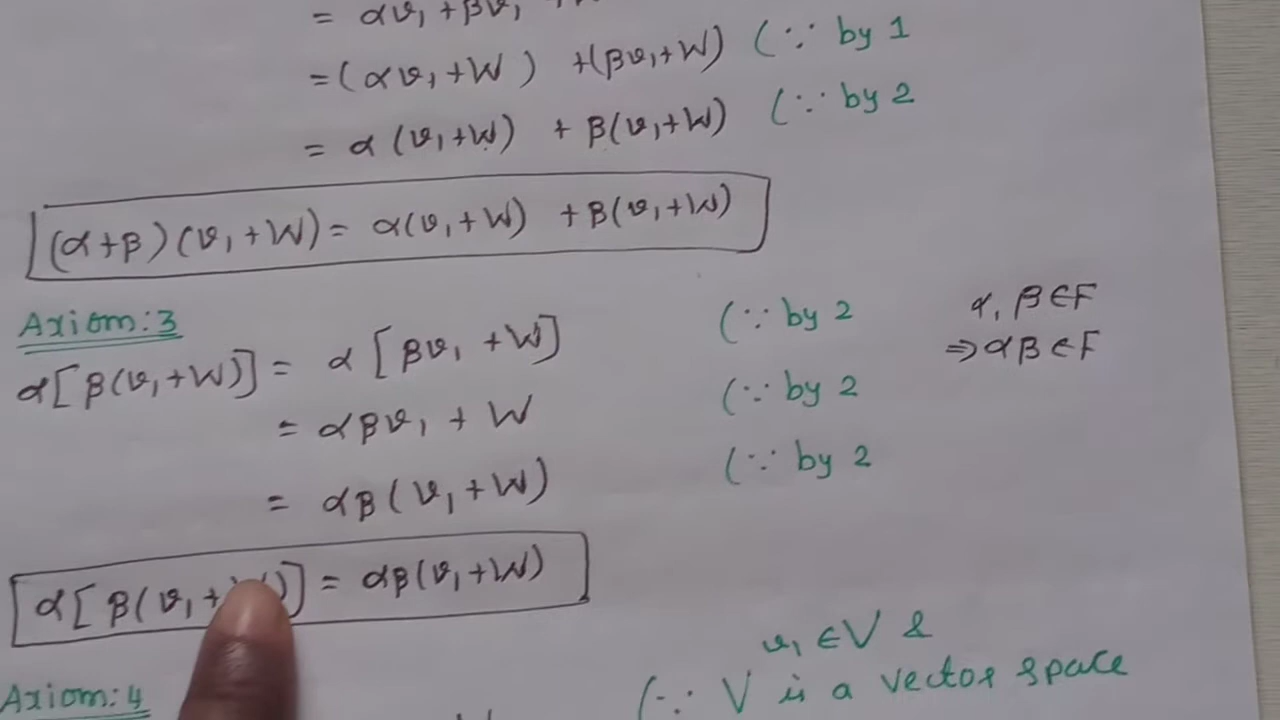 = αv₁ + βv₁
= (αv₁ + W) + (βv₁ + W) (∵ by 1
= α (v₁ + W) + β(v₁ + W) (∵ by 2
(α + β) (v₁ + W) = α(v₁ + W) + β(v₁ + W)
Axiom: 3
α[β(v₁ + W)] = α [βv₁ + W] (∵ by 2 α, β ∈ F
= αβv₁ + W (∵ by 2 ⇒ αβ ∈ F
= αβ(v₁ + W) (∵ by 2
α[β(v₁ + )] = αβ(v₁ + W)
v₁ ∈ V &
Axiom: 4 (∵ V is a vector space